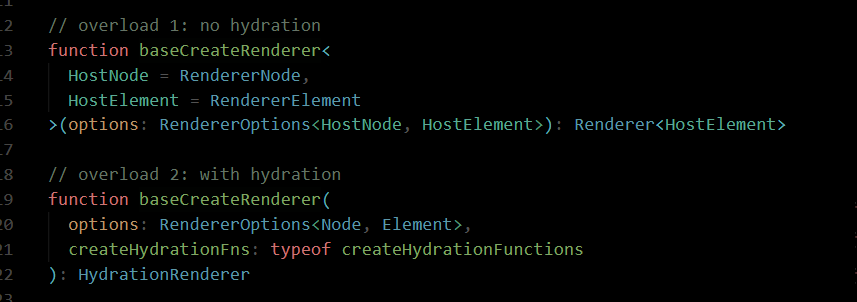 12 // overload 1: no hydration
13 function baseCreateRenderer<
14 HostNode = RendererNode,
15 HostElement = RendererElement
16 >(options: RendererOptions<HostNode, HostElement>): Renderer<HostElement>
17
18 // overload 2: with hydration
19 function baseCreateRenderer(
20 options: RendererOptions<Node, Element>,
21 createHydrationFns: typeof createHydrationFunctions
22 ): HydrationRenderer